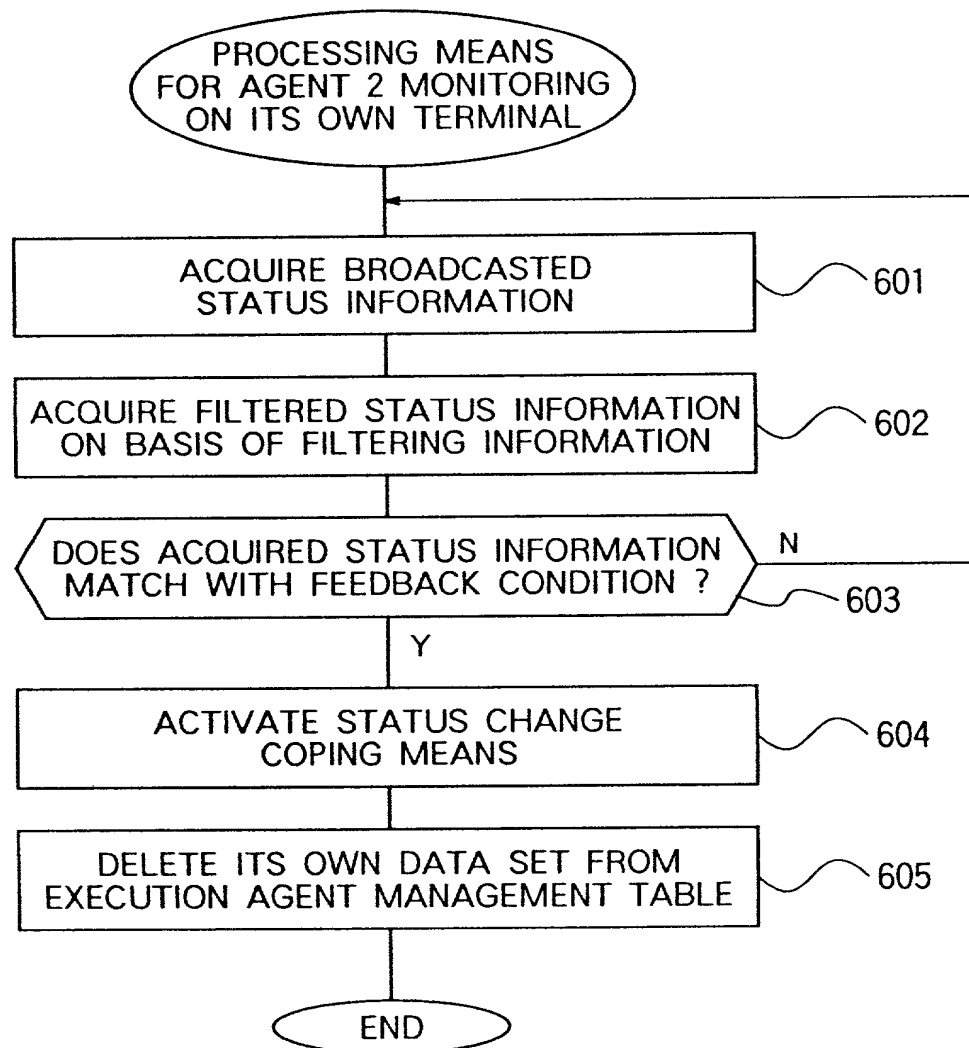 PROCESSING MEANS
FOR AGENT 2 MONITORING
ON ITS OWN TERMINAL
ACQUIRE BROADCASTED
STATUS INFORMATION
601
ACQUIRE FILTERED STATUS INFORMATION
ON BASIS OF FILTERING INFORMATION
602
DOES ACQUIRED STATUS INFORMATION
MATCH WITH FEEDBACK CONDITION ?
N
603
Y
ACTIVATE STATUS CHANGE
COPING MEANS
604
DELETE ITS OWN DATA SET FROM
EXECUTION AGENT MANAGEMENT TABLE
605
END